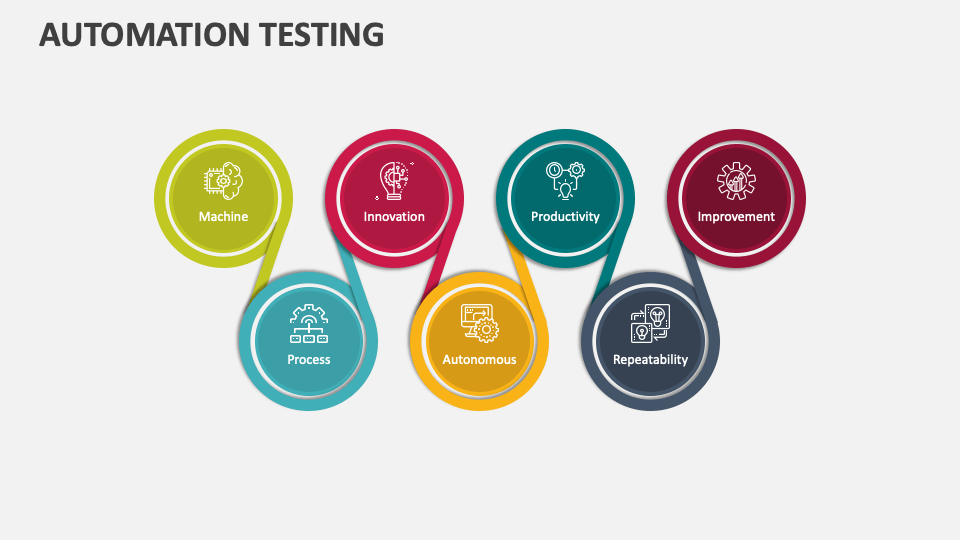 AUTOMATION TESTING
Machine
Innovation
Productivity
Improvement
Process
Autonomous
Repeatability